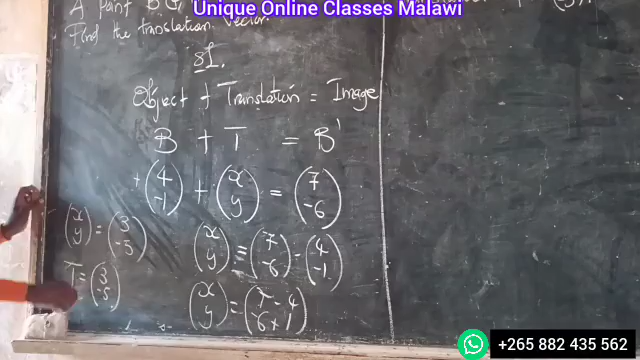 Unique Online Classes Malawi
A point B
Find the translation vector.
Sl.
Object + Translation = Image
B + T = B'
+(4 -1) + (x y) = (7 -6)
(x y) = (3 -5)
(x y) = (7 -6) - (4 -1)
T = (3 -5)
(x y) = (7 - 4 -6 + 1)
+265 882 435 562